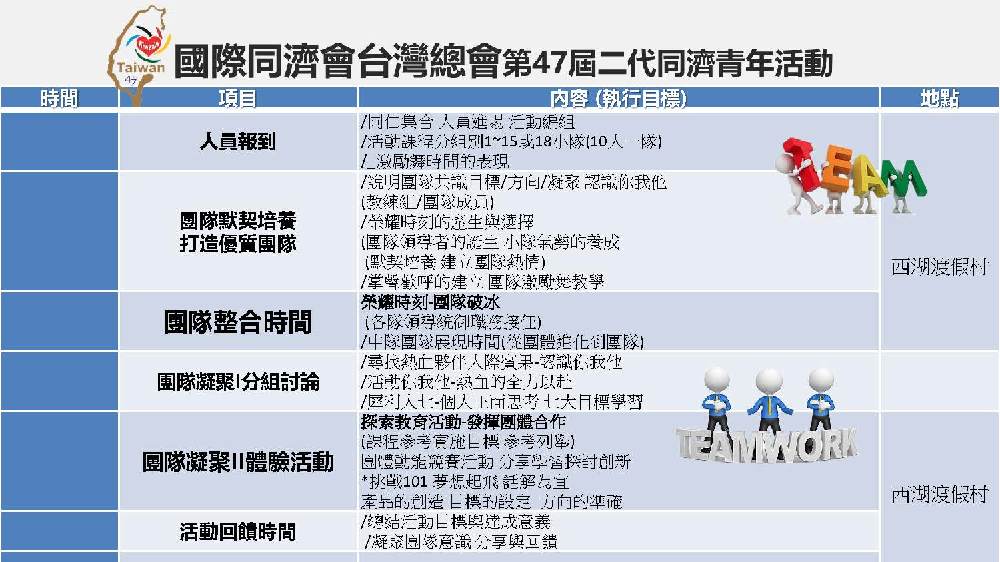 Kiwanis
Taiwan
47
國際同濟會台灣總會第47屆二代同濟青年活動
時間 項目 內容 (執行目標) 地點
人員報到
/同仁集合 人員進場 活動編組
/活動課程分組別1~15或18小隊(10人一隊)
/_激勵舞時間的表現
TEAM
團隊默契培養
打造優質團隊
/說明團隊共識目標/方向/凝聚 認識你我他
(教練組/團隊成員)
/榮耀時刻的產生與選擇
(團隊領導者的誕生 小隊氣勢的養成
(默契培養 建立團隊熱情)
/掌聲歡呼的建立 團隊激勵舞教學
西湖渡假村
團隊整合時間
榮耀時刻-團隊破冰
(各隊領導統御職務接任)
/中隊團隊展現時間(從團體進化到團隊)
團隊凝聚I分組討論
/尋找熱血夥伴人際賓果-認識你我他
/活動你我他-熱血的全力以赴
/犀利人七-個人正面思考 七大目標學習
TEAMWORK
團隊凝聚II體驗活動
探索教育活動-發揮團體合作
(課程參考實施目標 參考列舉)
團體動能競賽活動 分享學習探討創新
*挑戰101 夢想起飛 話解為宜
產品的創造 目標的設定 方向的準確
西湖渡假村
活動回饋時間
/總結活動目標與達成意義
/凝聚團隊意識 分享與回饋